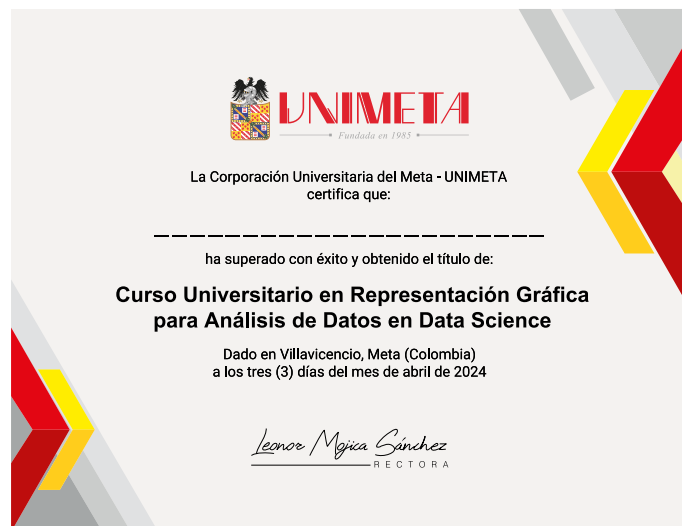 UNIMETA
Fundada en 1985
La Corporación Universitaria del Meta - UNIMETA
certifica que:
ha superado con éxito y obtenido el título de:
Curso Universitario en Representación Gráfica
para Análisis de Datos en Data Science
Dado en Villavicencio, Meta (Colombia)
a los tres (3) días del mes de abril de 2024
Leonor Mojica Sánchez
RECTORA